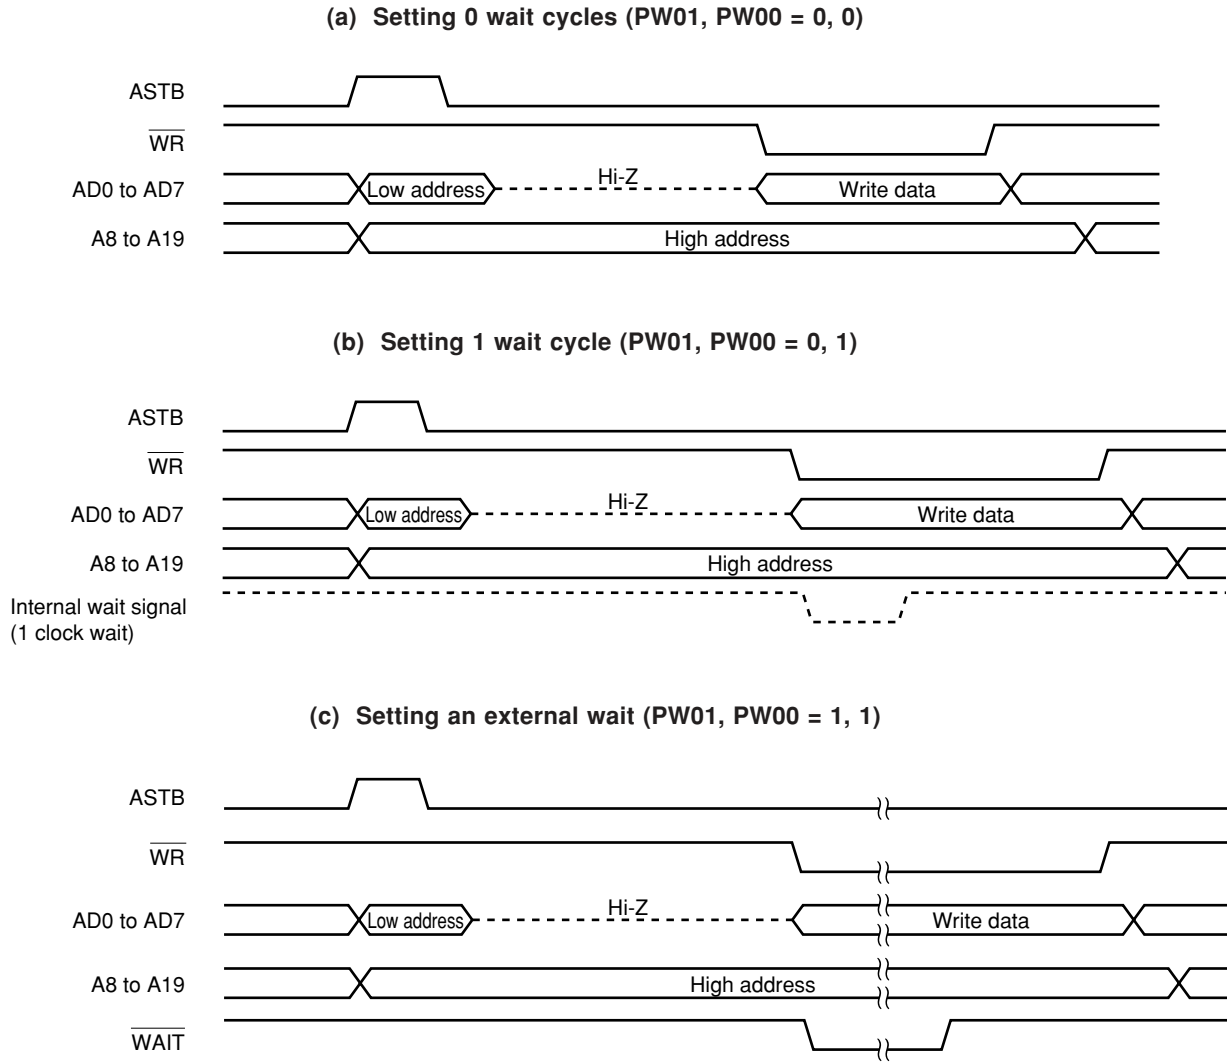 (a) Setting 0 wait cycles (PW01, PW00 = 0, 0)
ASTB
WR
AD0 to AD7
Low address
Hi-Z
Write data
A8 to A19
High address
(b) Setting 1 wait cycle (PW01, PW00 = 0, 1)
ASTB
WR
AD0 to AD7
Low address
Hi-Z
Write data
A8 to A19
High address
Internal wait signal
(1 clock wait)
(c) Setting an external wait (PW01, PW00 = 1, 1)
ASTB
WR
AD0 to AD7
Low address
Hi-Z
Write data
A8 to A19
High address
WAIT